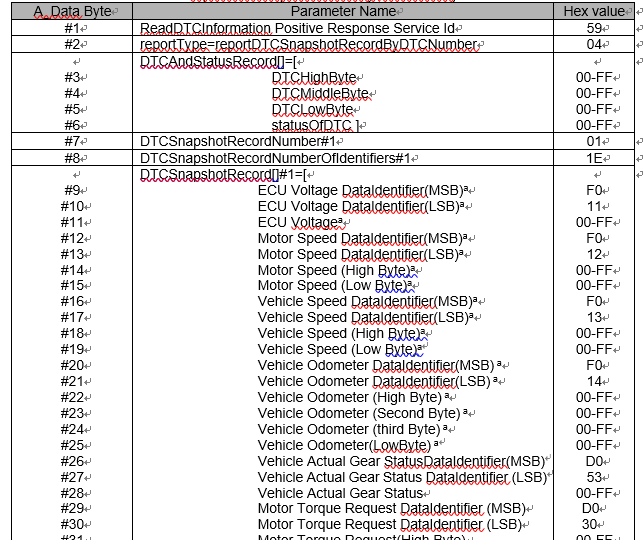 A_Data Byte Parameter Name Hex value
#1 ReadDTCInformation Positive Response Service Id 59
#2 reportType=reportDTCSnapshotRecordByDTCNumber 04
DTCAndStatusRecord[]=[
#3 DTCHighByte 00-FF
#4 DTCMiddleByte 00-FF
#5 DTCLowByte 00-FF
#6 statusOfDTC ] 00-FF
#7 DTCSnapshotRecordNumber#1 01
#8 DTCSnapshotRecordNumberOfIdentifiers#1 1E
DTCSnapshotRecord[]#1=[
#9 ECU Voltage DataIdentifier(MSB)ª F0
#10 ECU Voltage DataIdentifier(LSB)ª 11
#11 ECU Voltageª 00-FF
#12 Motor Speed DataIdentifier(MSB)ª F0
#13 Motor Speed DataIdentifier(LSB)ª 12
#14 Motor Speed (High Byte)ª 00-FF
#15 Motor Speed (Low Byte)ª 00-FF
#16 Vehicle Speed DataIdentifier(MSB)ª F0
#17 Vehicle Speed DataIdentifier(LSB)ª 13
#18 Vehicle Speed (High Byte)ª 00-FF
#19 Vehicle Speed (Low Byte)ª 00-FF
#20 Vehicle Odometer DataIdentifier(MSB) ª F0
#21 Vehicle Odometer DataIdentifier(LSB) ª 14
#22 Vehicle Odometer (High Byte) ª 00-FF
#23 Vehicle Odometer (Second Byte) ª 00-FF
#24 Vehicle Odometer (third Byte) ª 00-FF
#25 Vehicle Odometer(LowByte) ª 00-FF
#26 Vehicle Actual Gear StatusDataIdentifier(MSB) D0
#27 Vehicle Actual Gear Status DataIdentifier (LSB) 53
#28 Vehicle Actual Gear Status 00-FF
#29 Motor Torque Request DataIdentifier (MSB) D0
#30 Motor Torque Request DataIdentifier (LSB) 30
#31 Motor Torque Request(High Byte) 00-FF